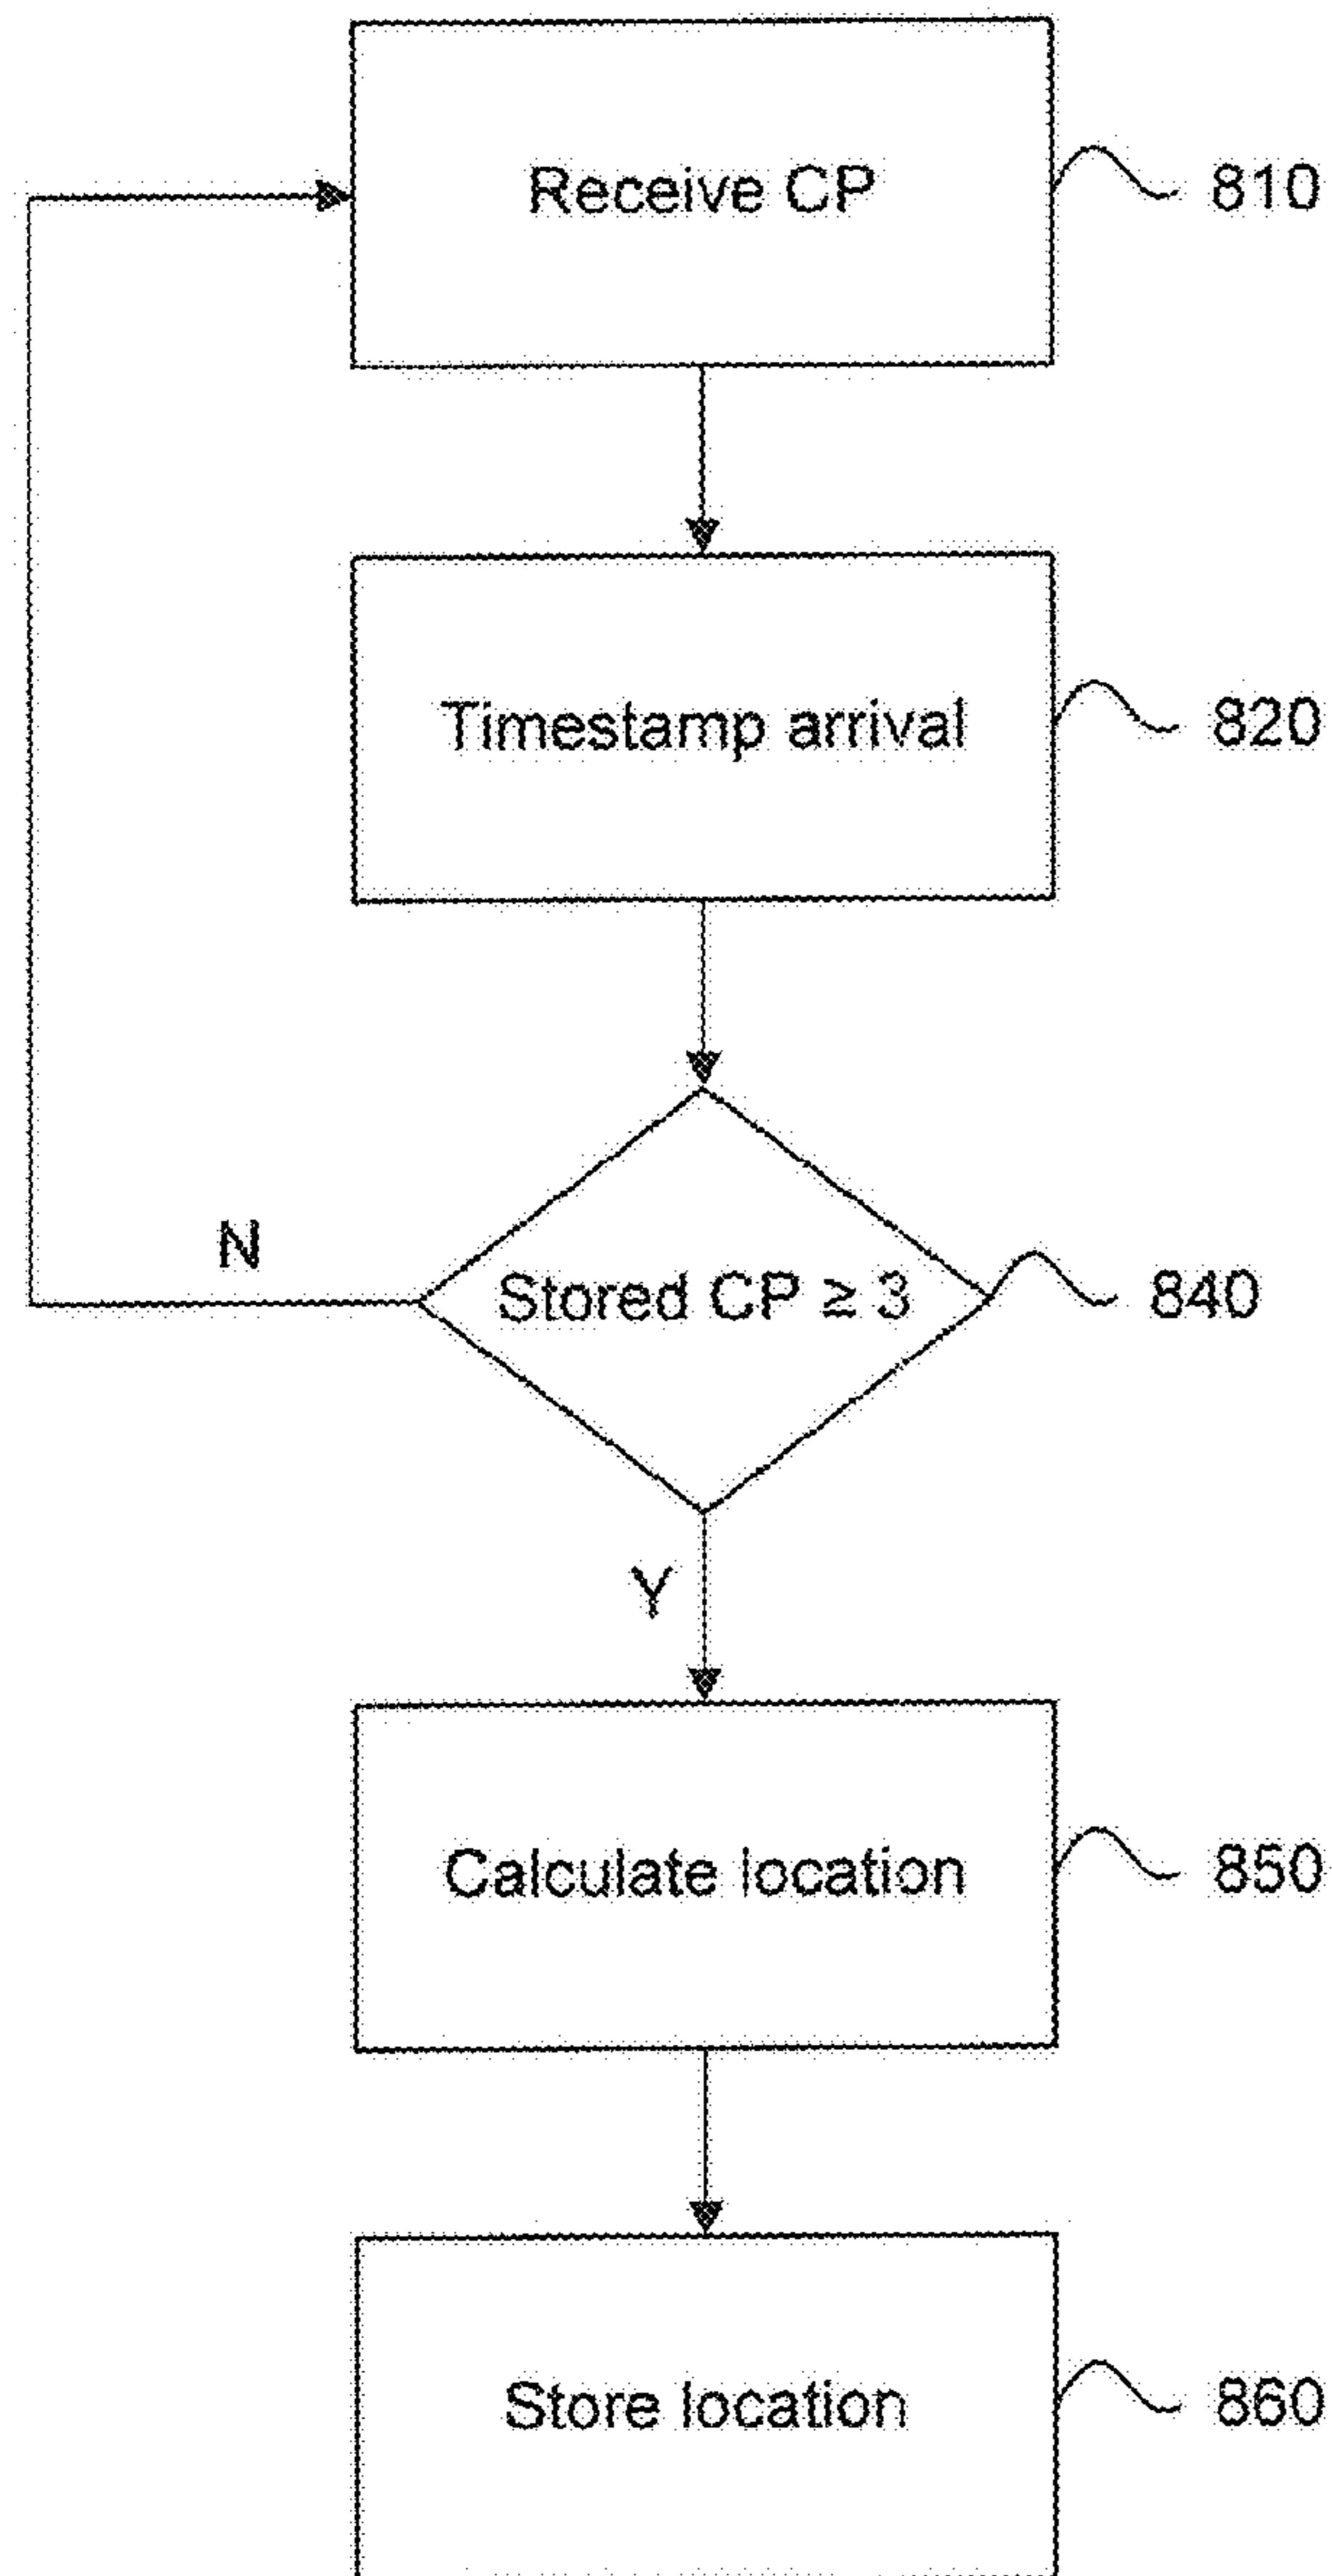 Receive CP
810
Timestamp arrival
820
Stored CP ≥ 3
840
N
Y
Calculate location
850
Store location
860